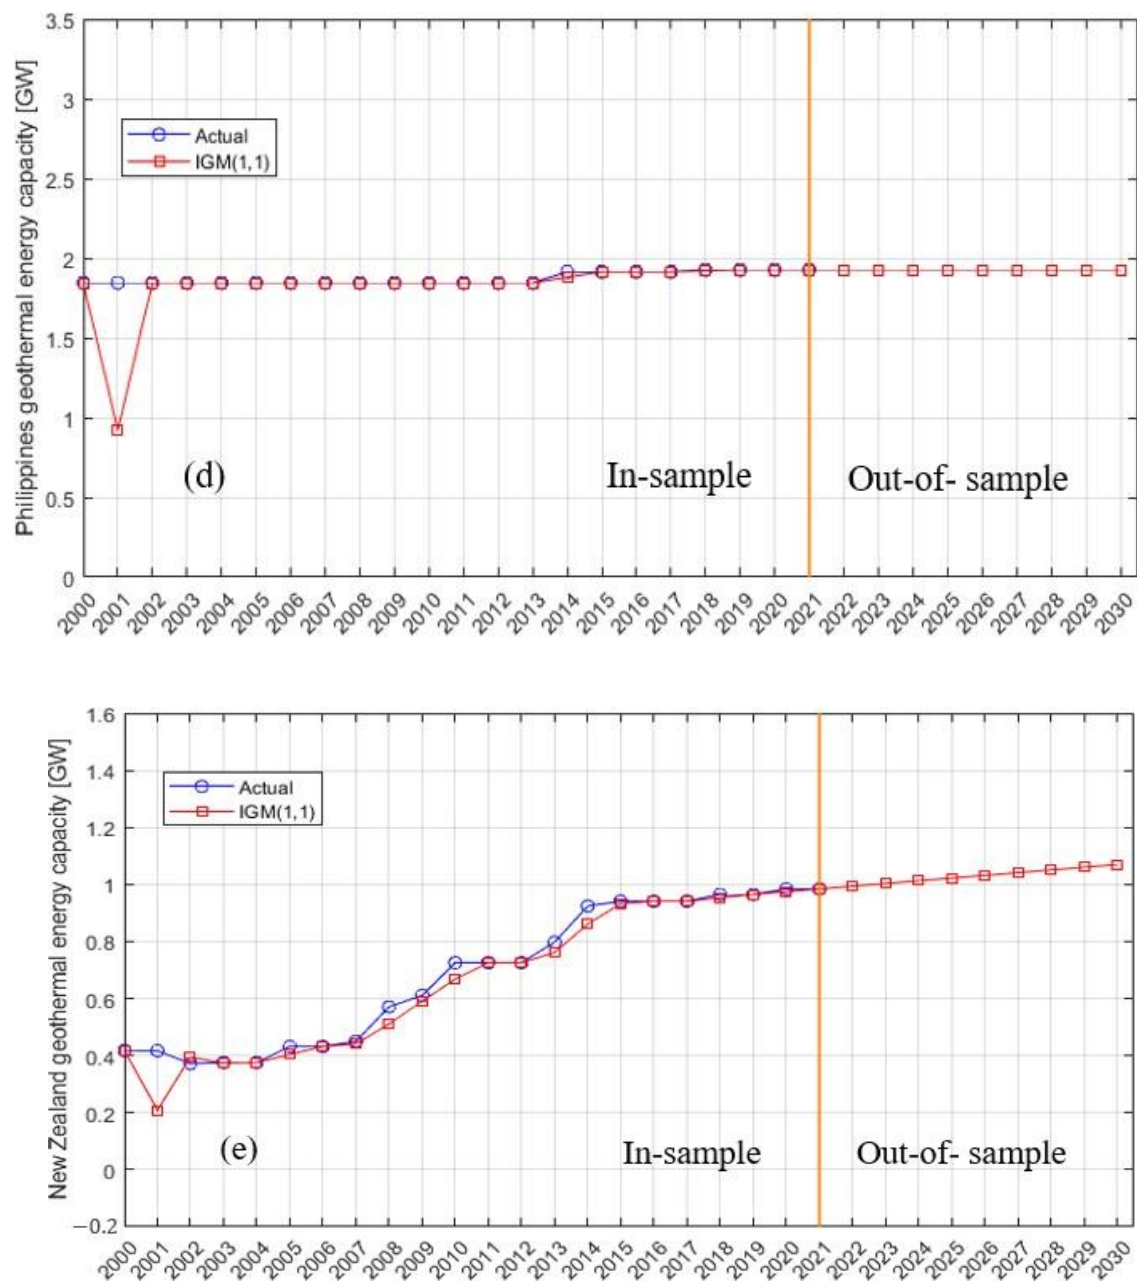 Philippines geothermal energy capacity [GW]
3.5
3
2.5
2
1.5
1
0.5
0
Actual
IGM(1,1)
(d)
In-sample
Out-of- sample
2000 2001 2002 2003 2004 2005 2006 2007 2008 2009 2010 2011 2012 2013 2014 2015 2016 2017 2018 2019 2020 2021 2022 2023 2024 2025 2026 2027 2028 2029 2030
New Zealand geothermal energy capacity [GW]
1.6
1.4
1.2
1
0.8
0.6
0.4
0.2
0
−0.2
Actual
IGM(1,1)
(e)
In-sample
Out-of- sample
2000 2001 2002 2003 2004 2005 2006 2007 2008 2009 2010 2011 2012 2013 2014 2015 2016 2017 2018 2019 2020 2021 2022 2023 2024 2025 2026 2027 2028 2029 2030